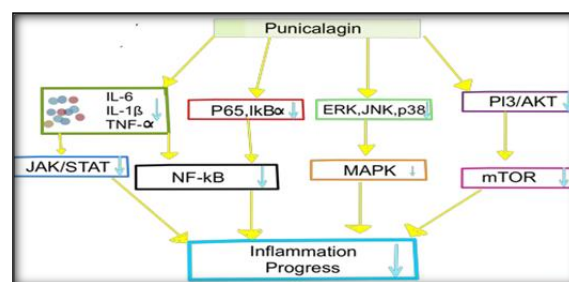 Punicalagin
IL-6
IL-1ß
TNF-α
P65,IkBα
ERK,JNK,p38
PI3/AKT
JAK/STAT
NF-kB
MAPK
mTOR
Inflammation
Progress